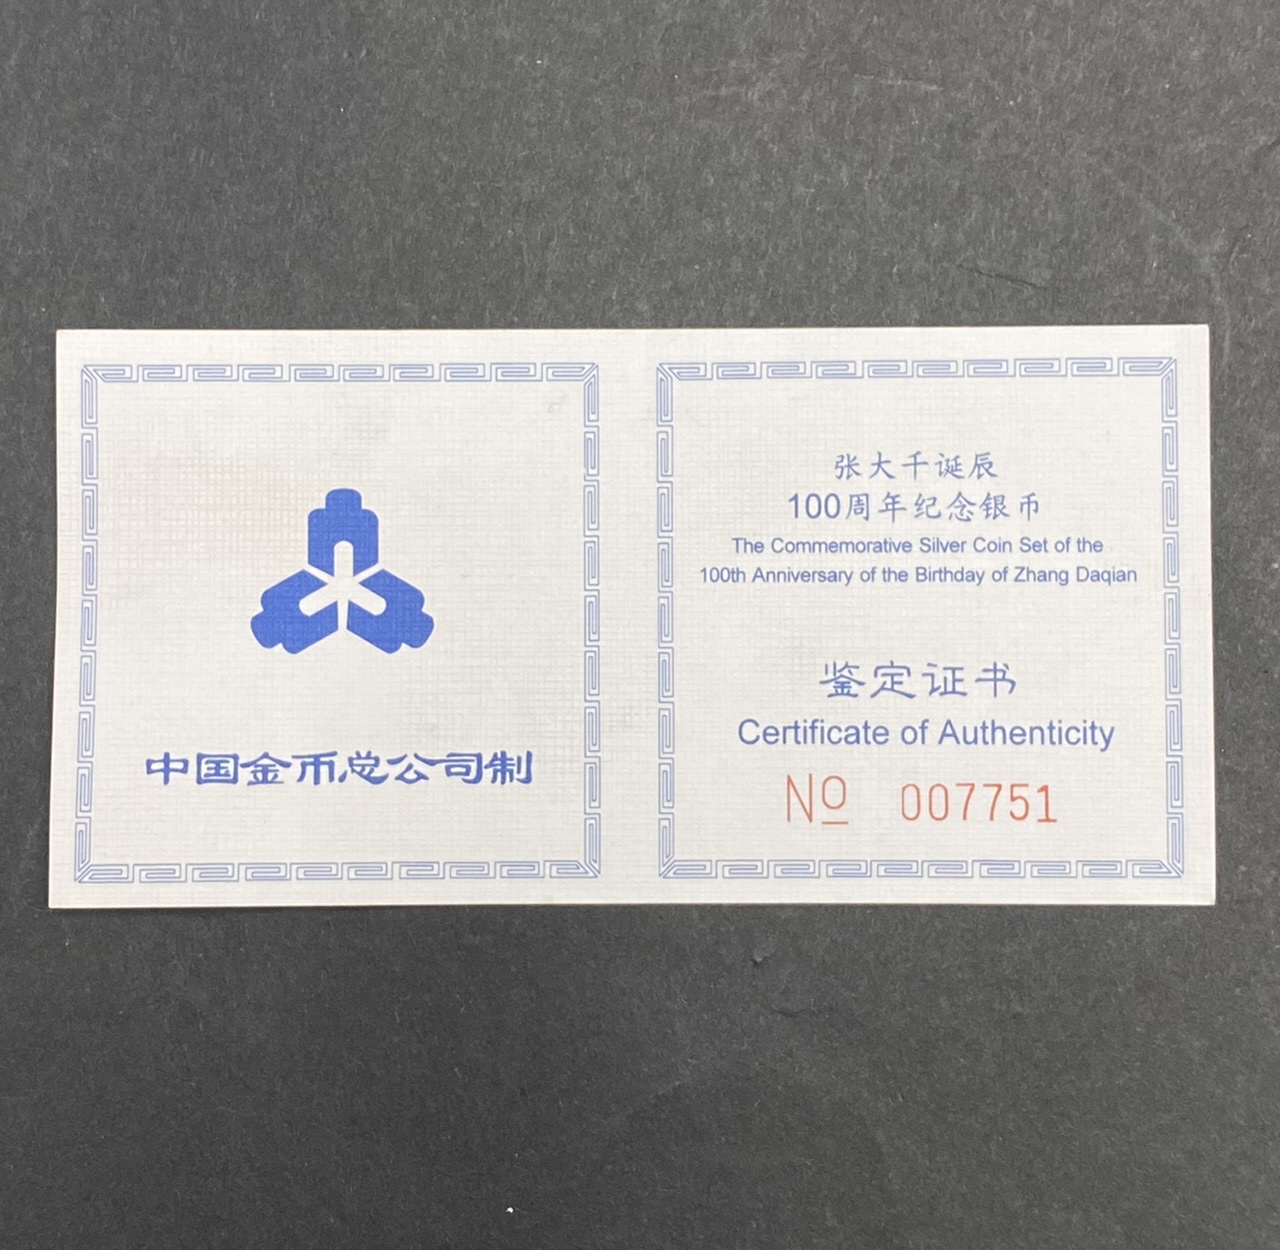 中国金币总公司制
张大千诞辰
100周年纪念银币
The Commemorative Silver Coin Set of the
100th Anniversary of the Birthday of Zhang Daqian
鉴定证书
Certificate of Authenticity
No 007751